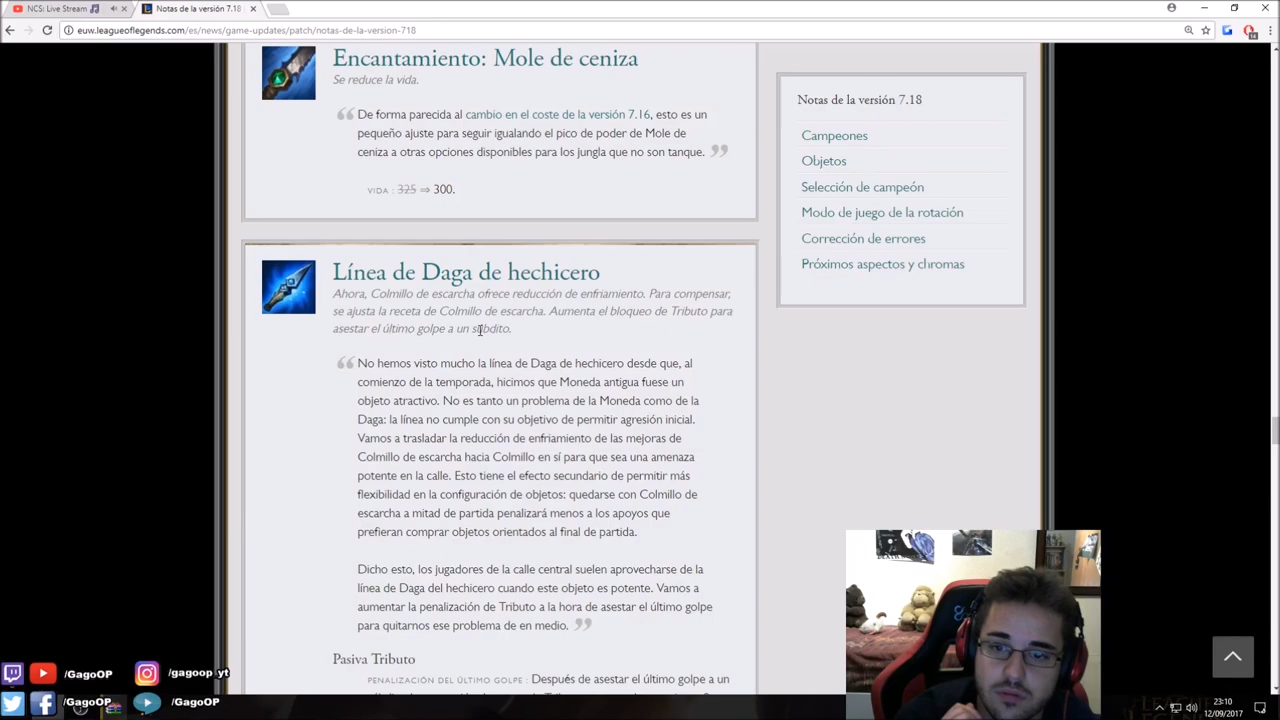 NCS: Live Stream
Notas de la versión 7.18
euw.leagueoflegends.com/es/news/game-updates/patch/notas-de-la-version-718
14
Encantamiento: Mole de ceniza
Se reduce la vida.
De forma parecida al cambio en el coste de la versión 7.16, esto es un
pequeño ajuste para seguir igualando el pico de poder de Mole de
ceniza a otras opciones disponibles para los jungla que no son tanque.
VIDA : 325 ⇒ 300.
Línea de Daga de hechicero
Ahora, Colmillo de escarcha ofrece reducción de enfriamiento. Para compensar,
se ajusta la receta de Colmillo de escarcha. Aumenta el bloqueo de Tributo para
asestar el último golpe a un súbdito.
No hemos visto mucho la línea de Daga de hechicero desde que, al
comienzo de la temporada, hicimos que Moneda antigua fuese un
objeto atractivo. No es tanto un problema de la Moneda como de la
Daga: la línea no cumple con su objetivo de permitir agresión inicial.
Vamos a trasladar la reducción de enfriamiento de las mejoras de
Colmillo de escarcha hacia Colmillo en sí para que sea una amenaza
potente en la calle. Esto tiene el efecto secundario de permitir más
flexibilidad en la configuración de objetos: quedarse con Colmillo de
escarcha a mitad de partida penalizará menos a los apoyos que
prefieran comprar objetos orientados al final de partida.
Dicho esto, los jugadores de la calle central suelen aprovecharse de la
línea de Daga del hechicero cuando este objeto es potente. Vamos a
aumentar la penalización de Tributo a la hora de asestar el último golpe
para quitarnos ese problema de en medio.
Pasiva Tributo
PENALIZACIÓN DEL ÚLTIMO GOLPE : Después de asestar el último golpe a un
Notas de la versión 7.18
Campeones
Objetos
Selección de campeón
Modo de juego de la rotación
Corrección de errores
Próximos aspectos y chromas
/GagoOP
/gagoop_yt
/GagoOP
/GagoOP
23:10
12/09/2017